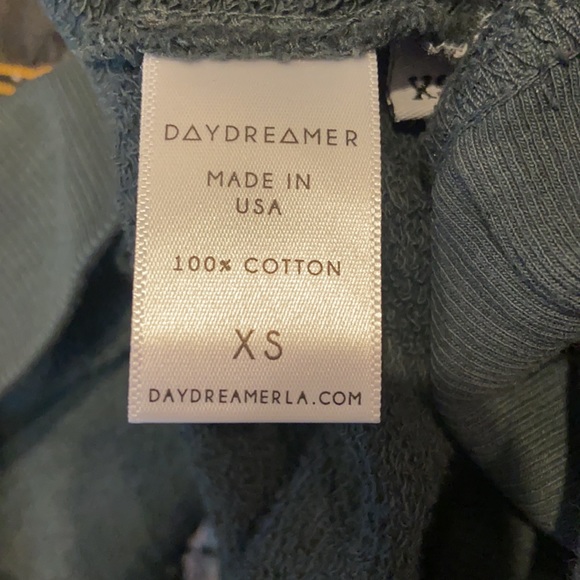 DAYDREAMER
MADE IN
USA
100% COTTON
XS
DAYDREAMERLA.COM